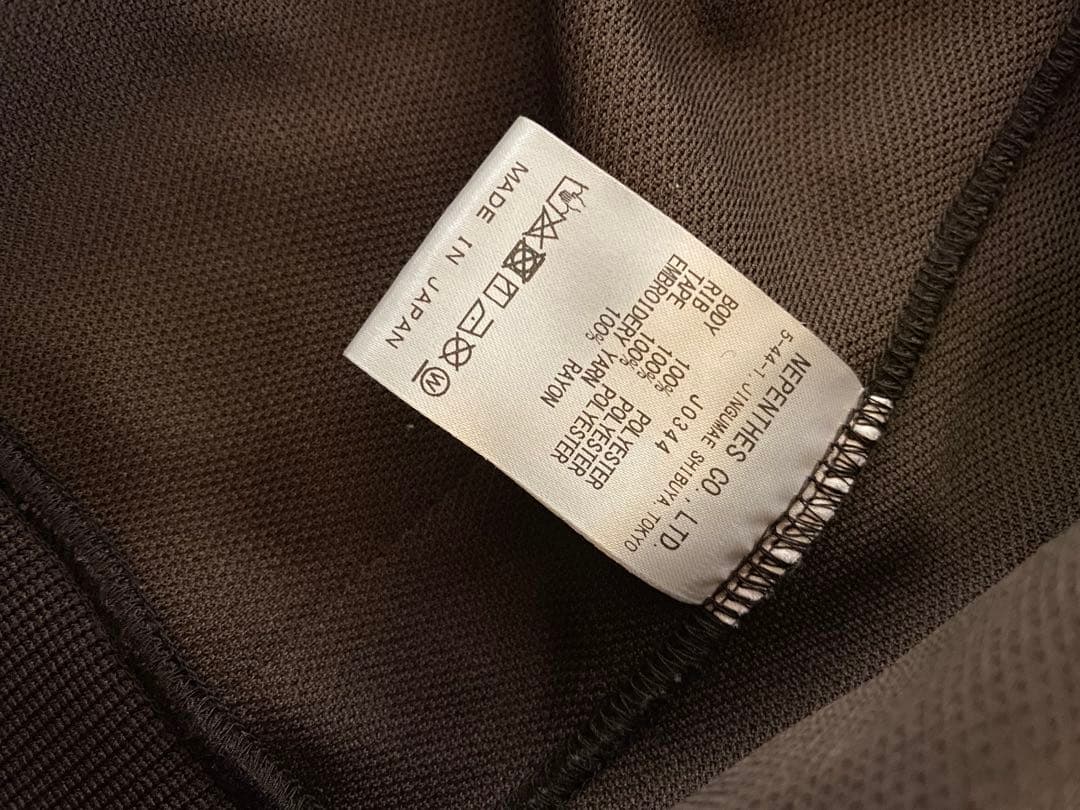 NEPENTHES CO., LTD.
5-44-1, JINGUMAE SHIBUYA, TOKYO
J0344
BODY 100% POLYESTER
RIB 100% POLYESTER
TAPE 100% POLYESTER
EMBROIDERY YARN
100% RAYON
W
MADE IN JAPAN